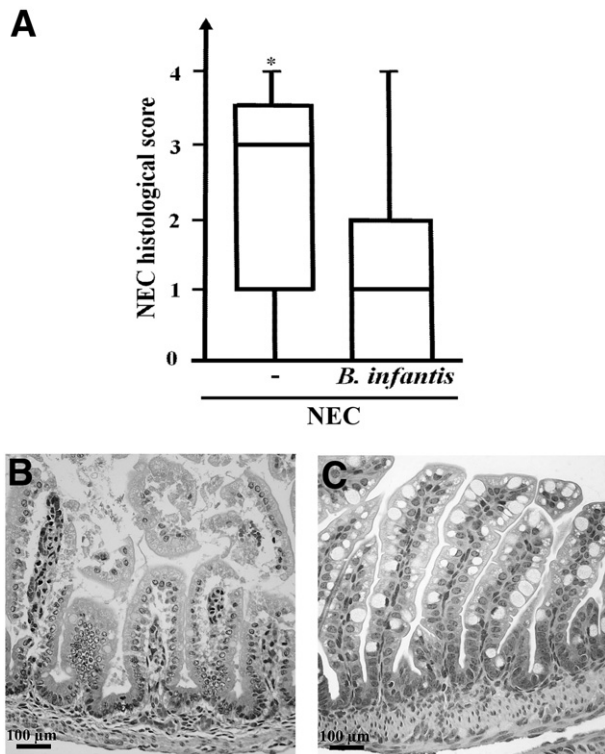 A
*
4
3
2
1
0
NEC histological score
- B. infantis
NEC
B
C
100 µm
100 µm